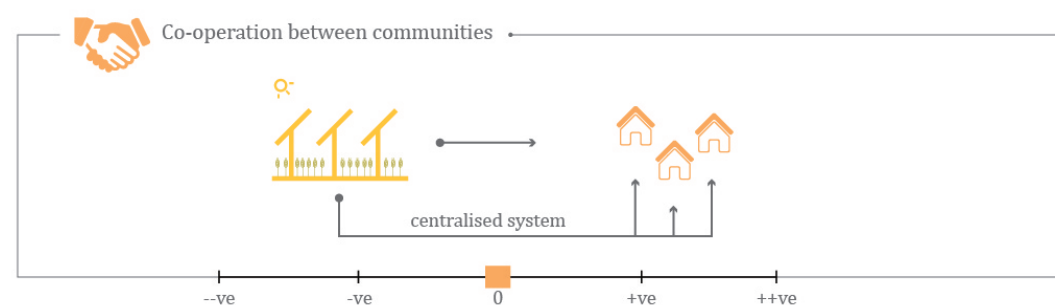 Co-operation between communities
centralised system
--ve -ve 0 +ve ++ve